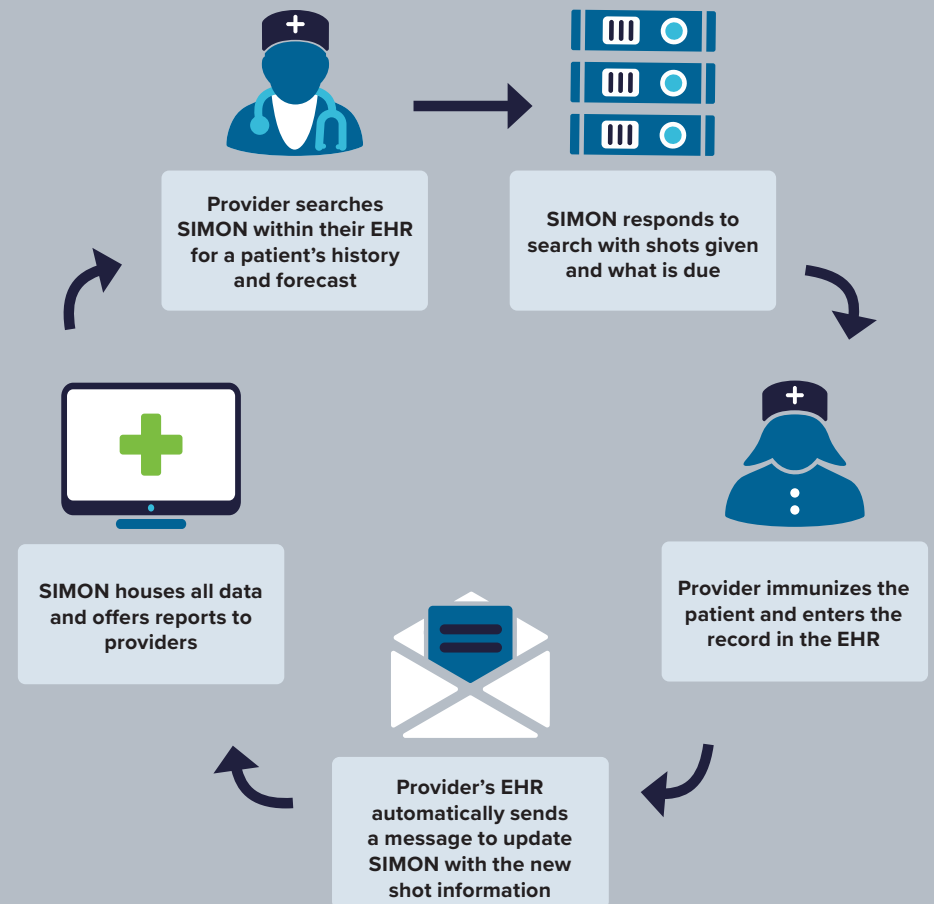 Provider searches
SIMON within their EHR
for a patient’s history
and forecast
SIMON responds to
search with shots given
and what is due
Provider immunizes the
patient and enters the
record in the EHR
Provider’s EHR
automatically sends
a message to update
SIMON with the new
shot information
SIMON houses all data
and offers reports to
providers